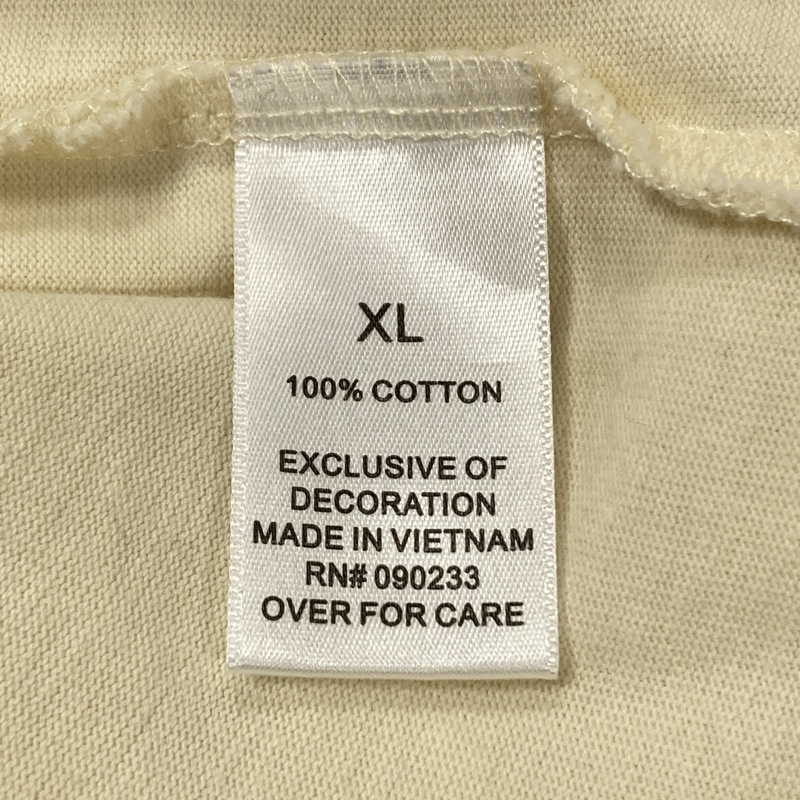 XL
100% COTTON
EXCLUSIVE OF
DECORATION
MADE IN VIETNAM
RN# 090233
OVER FOR CARE